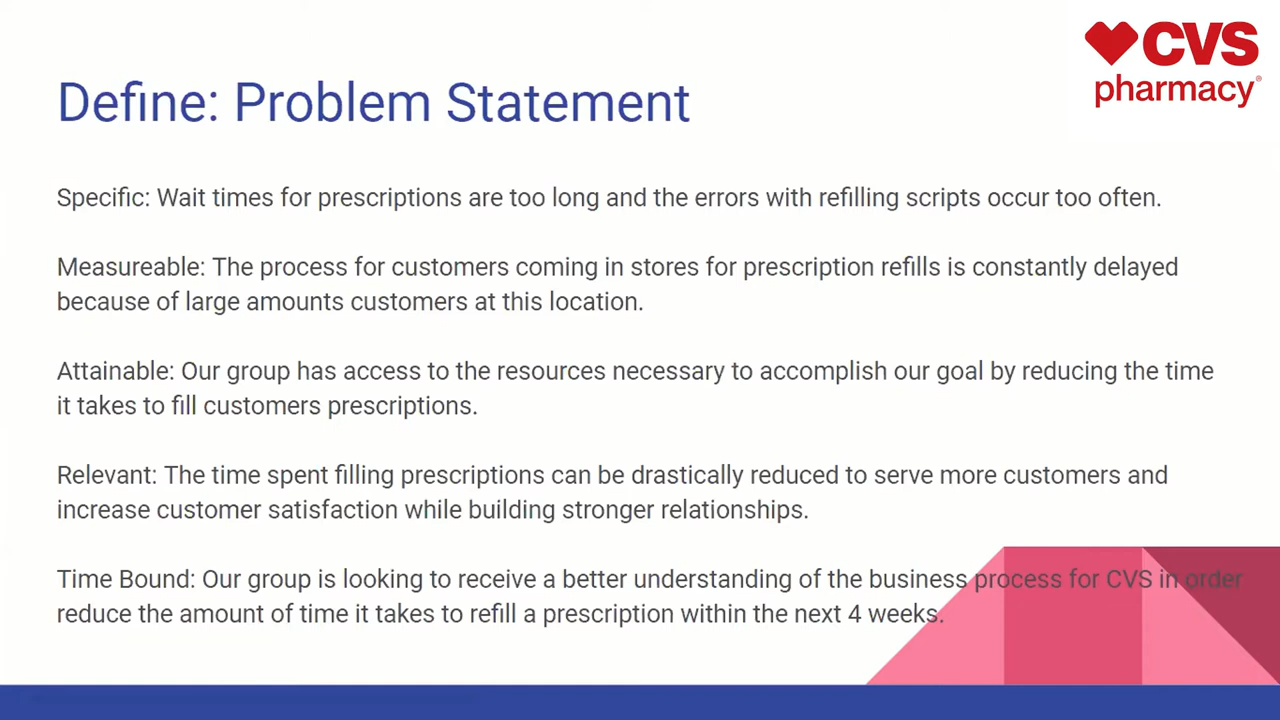 CVS
pharmacy®
Define: Problem Statement
Specific: Wait times for prescriptions are too long and the errors with refilling scripts occur too often.
Measureable: The process for customers coming in stores for prescription refills is constantly delayed
because of large amounts customers at this location.
Attainable: Our group has access to the resources necessary to accomplish our goal by reducing the time
it takes to fill customers prescriptions.
Relevant: The time spent filling prescriptions can be drastically reduced to serve more customers and
increase customer satisfaction while building stronger relationships.
Time Bound: Our group is looking to receive a better understanding of the business process for CVS in order
reduce the amount of time it takes to refill a prescription within the next 4 weeks.